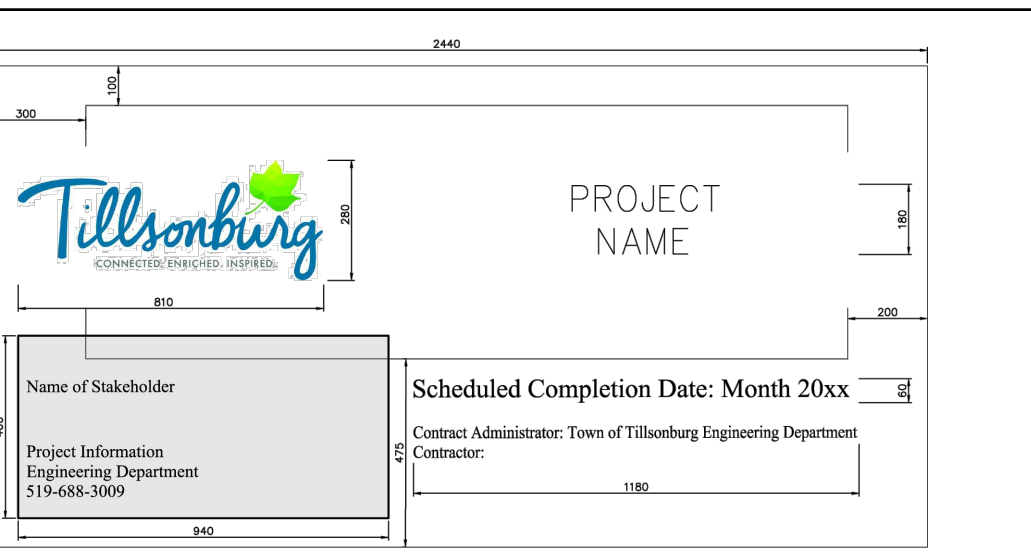 2440
100
300
Tillsonburg
CONNECTED. ENRICHED. INSPIRED.
280
810
PROJECT
NAME
180
200
Name of Stakeholder
Project Information
Engineering Department
519-688-3009
940
475
Scheduled Completion Date: Month 20xx
60
Contract Administrator: Town of Tillsonburg Engineering Department
Contractor:
1180